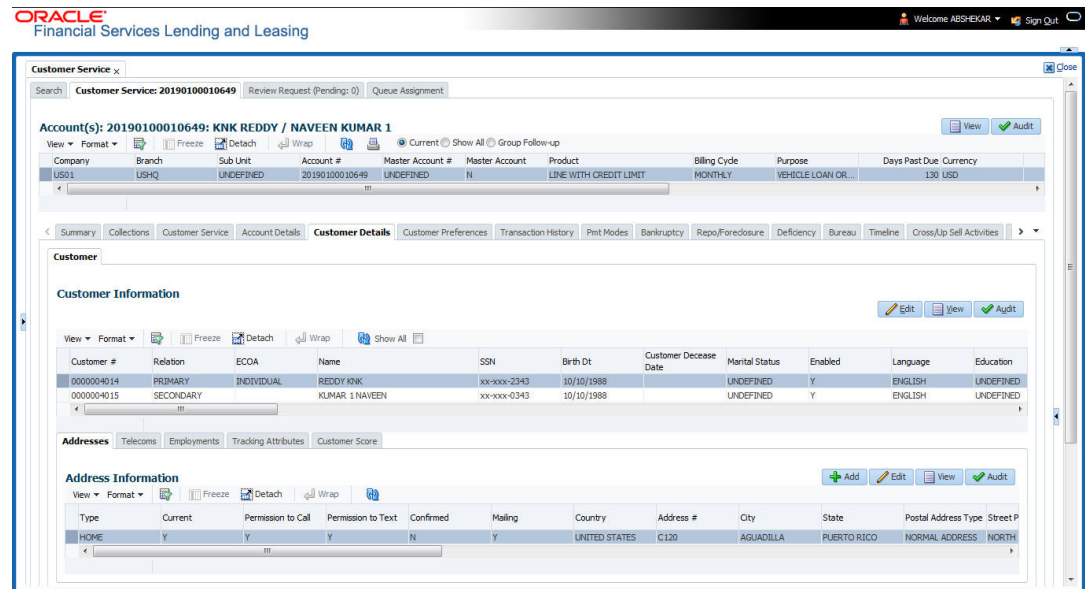 ORACLE
Financial Services Lending and Leasing
Welcome ABSHEKAR Sign Out
Customer Service x
Close
Search Customer Service: 20190100010649 Review Request (Pending: 0) Queue Assignment
Account(s): 20190100010649: KNK REDDY / NAVEEN KUMAR 1
View Audit
View Format Freeze Detach Wrap Current Show All Group Follow-up
Company Branch Sub Unit Account # Master Account # Master Account Product Billing Cycle Purpose Days Past Due Currency
US01 USHQ UNDEFINED 20190100010649 UNDEFINED N LINE WITH CREDIT LIMIT MONTHLY VEHICLE LOAN OR... 130 USD
Summary Collections Customer Service Account Details Customer Details Customer Preferences Transaction History Pmt Modes Bankruptcy Repo/Foreclosure Deficiency Bureau Timeline Cross/Up Sell Activities
Customer
Customer Information
Edit View Audit
View Format Freeze Detach Wrap Show All
Customer # Relation ECOA Name SSN Birth Dt Customer Decease Date Marital Status Enabled Language Education
0000004014 PRIMARY INDIVIDUAL REDDY KNK xx-xxx-2343 10/10/1988 UNDEFINED Y ENGLISH UNDEFINED
0000004015 SECONDARY KUMAR 1 NAVEEN xx-xxx-0343 10/10/1988 UNDEFINED Y ENGLISH UNDEFINED
Addresses Telecoms Employments Tracking Attributes Customer Score
Address Information
Add Edit View Audit
View Format Freeze Detach Wrap
Type Current Permission to Call Permission to Text Confirmed Mailing Country Address # City State Postal Address Type Street P
HOME Y Y Y N Y UNITED STATES C120 AGUADILLA PUERTO RICO NORMAL ADDRESS NORTH